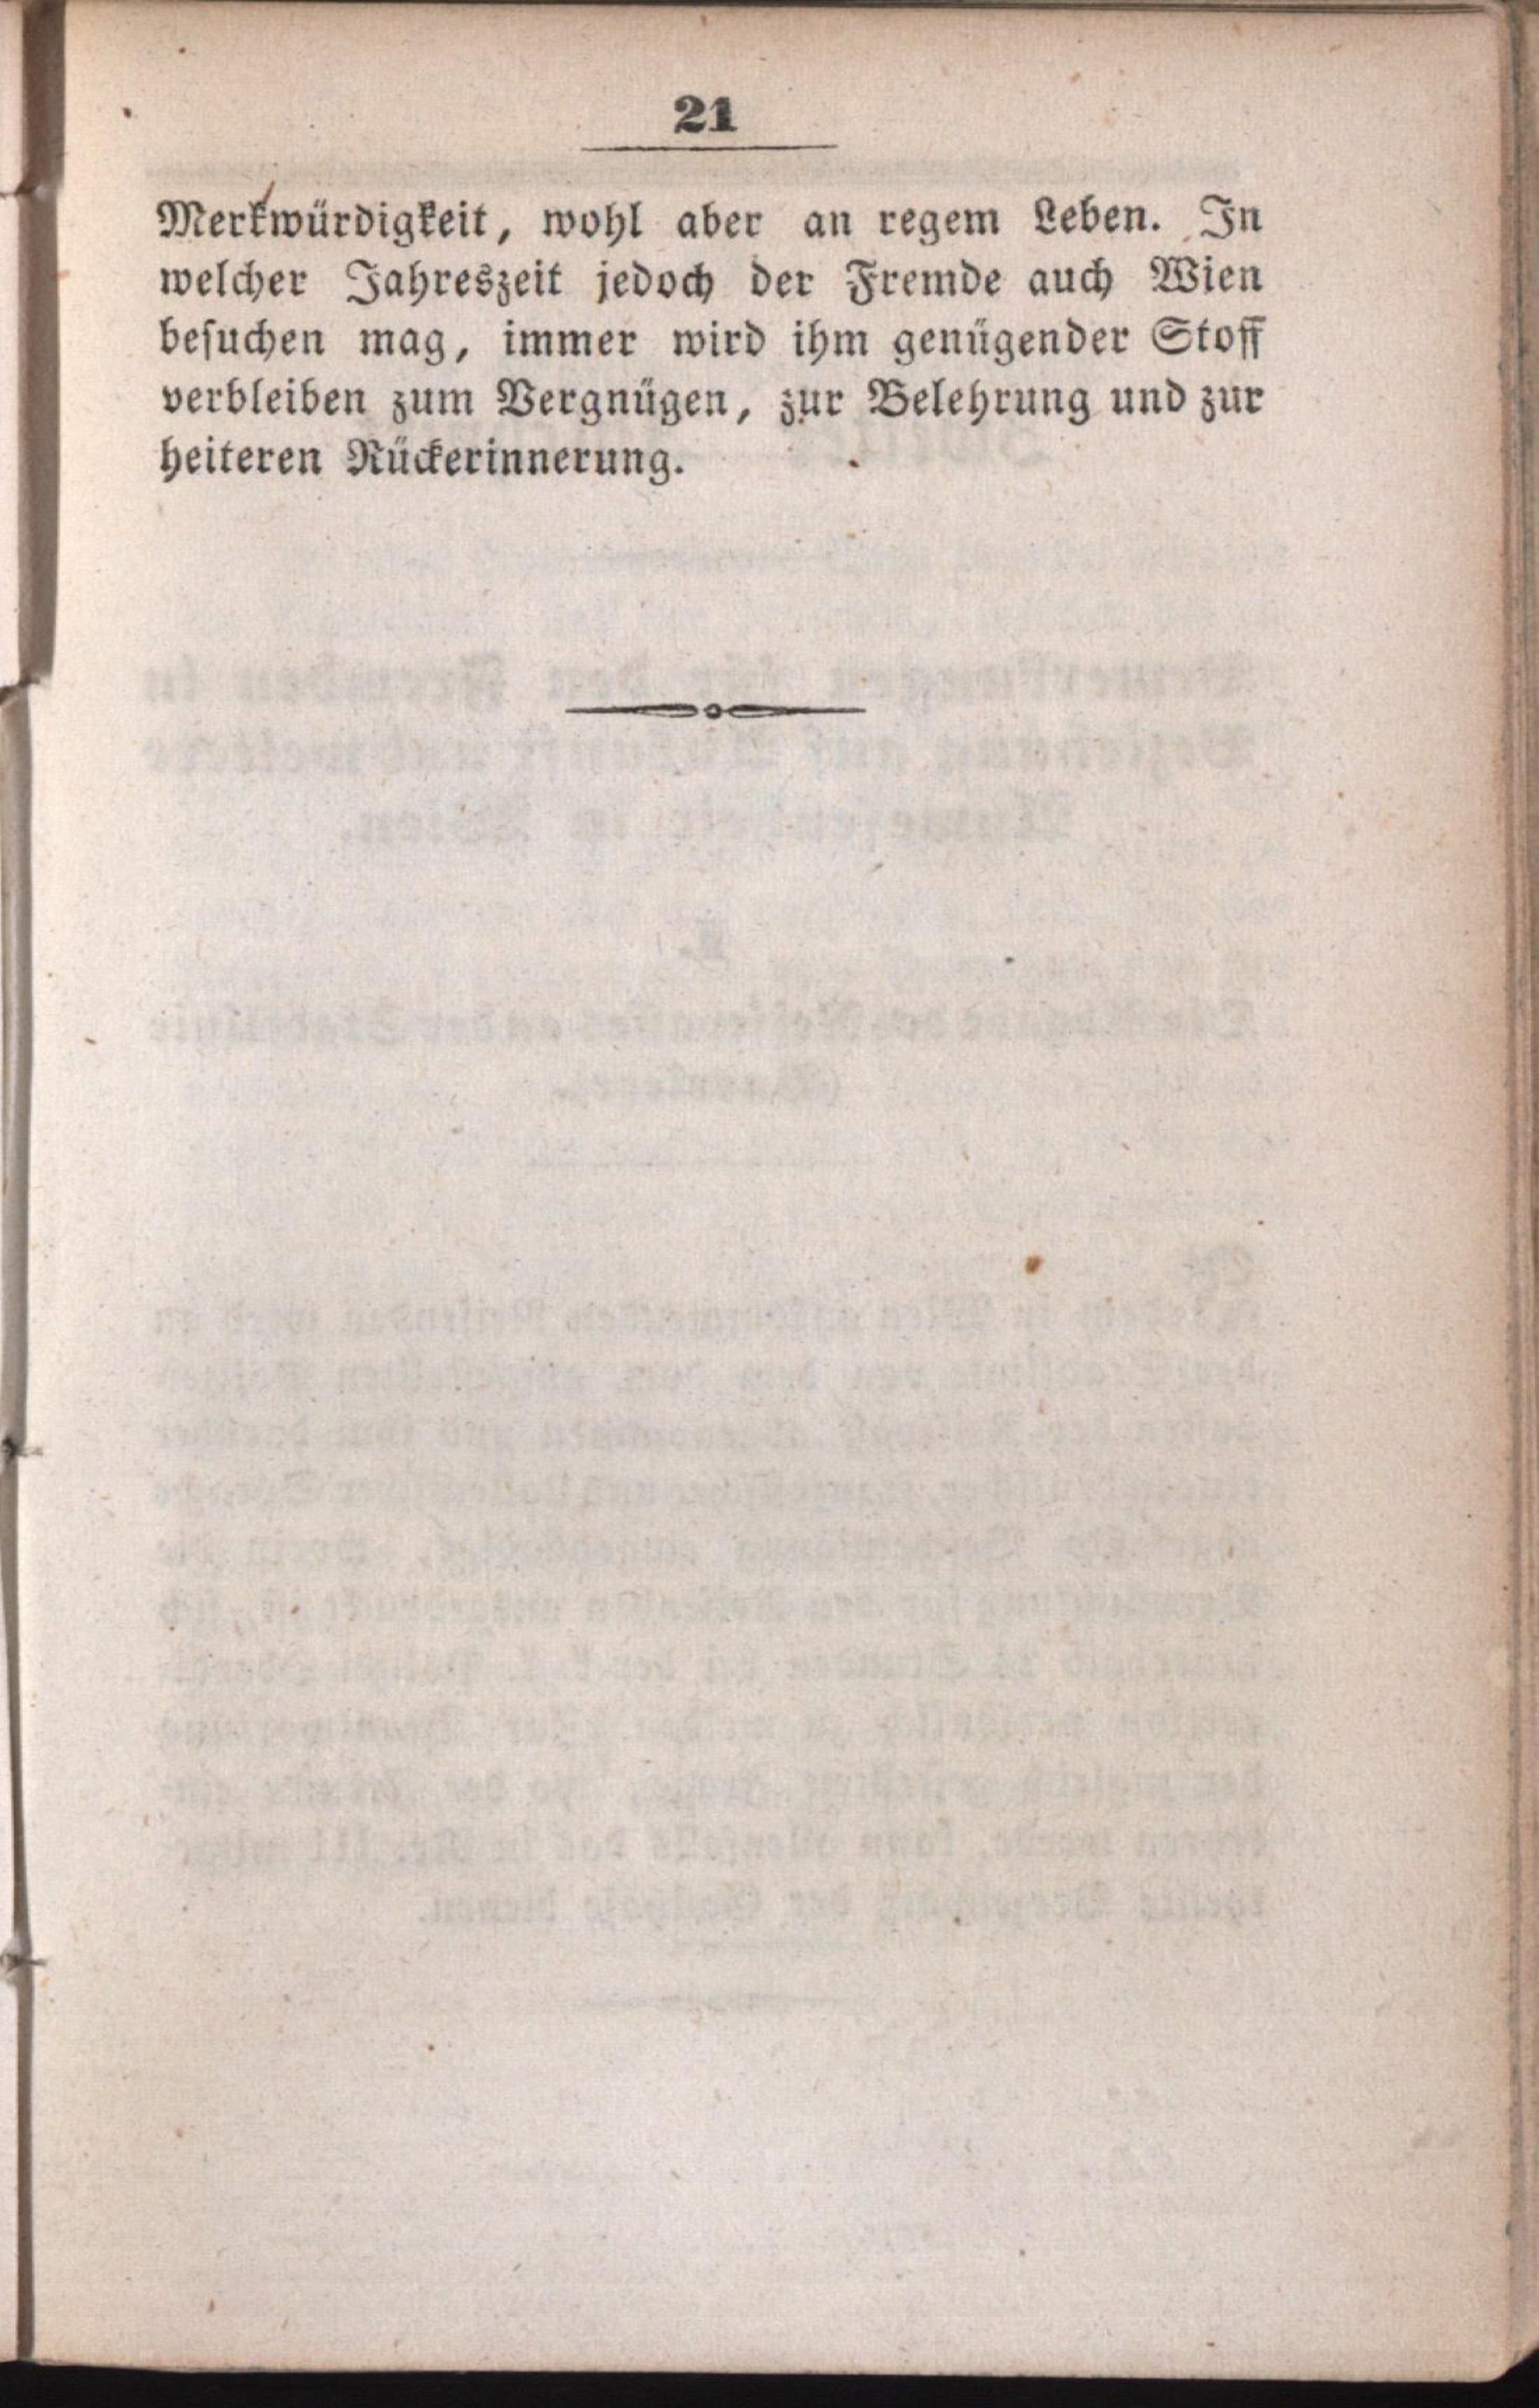 21
Merkwürdigkeit, wohl aber an regem Leben. In
welcher Jahreszeit jedoch der Fremde auch Wien
besuchen mag, immer wird ihm genügender Stoff
verbleiben zum Vergnügen, zur Belehrung und zur
heiteren Rückerinnerung.